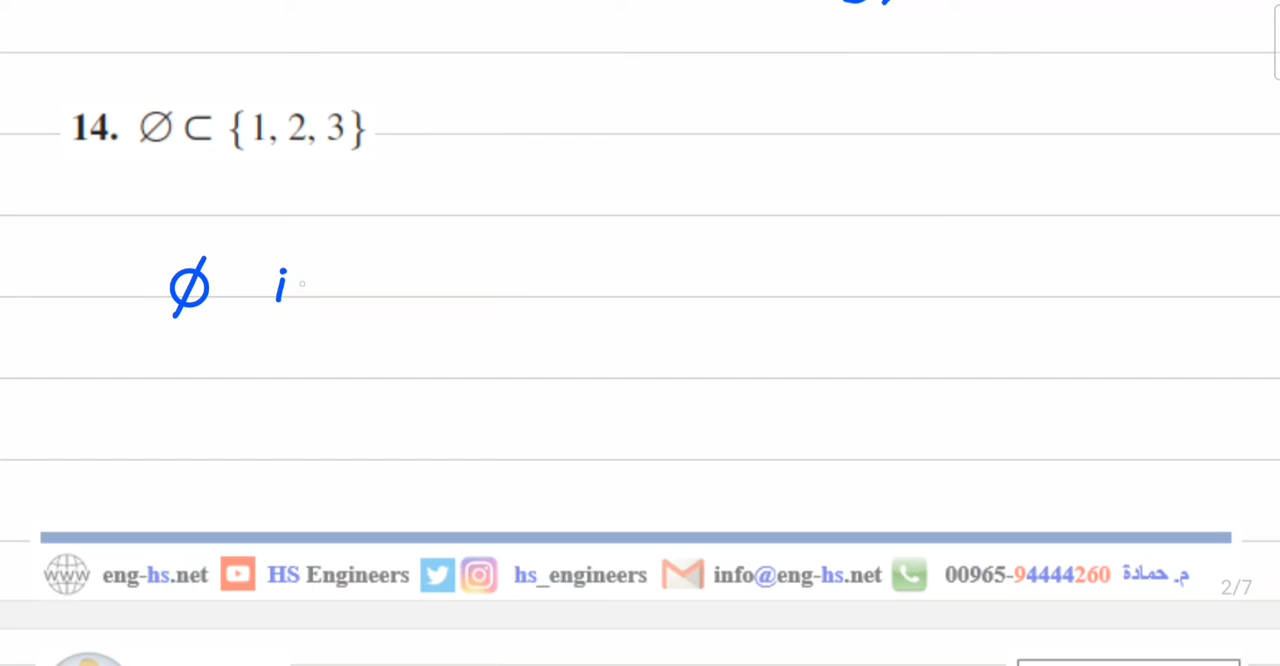 14. ∅ ⊂ {1, 2, 3}
∅ i
www eng-hs.net HS Engineers hs_engineers info@eng-hs.net 00965-94444260 م. حمادة
2/7